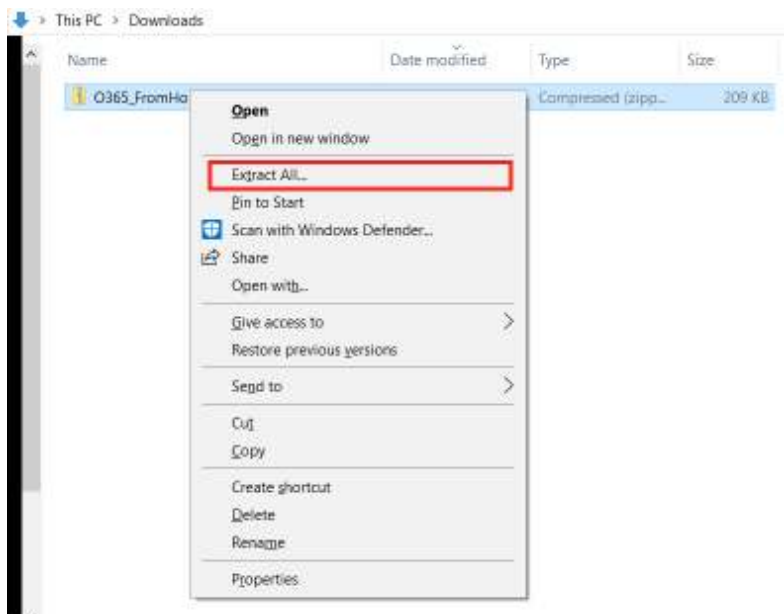 > This PC > Downloads
Name Date modified Type Size
O365_FromHo Compressed (zipp... 209 KB
Open
Open in new window
Extract All...
Pin to Start
Scan with Windows Defender...
Share
Open with...
Give access to >
Restore previous versions
Send to >
Cut
Copy
Create shortcut
Delete
Rename
Properties